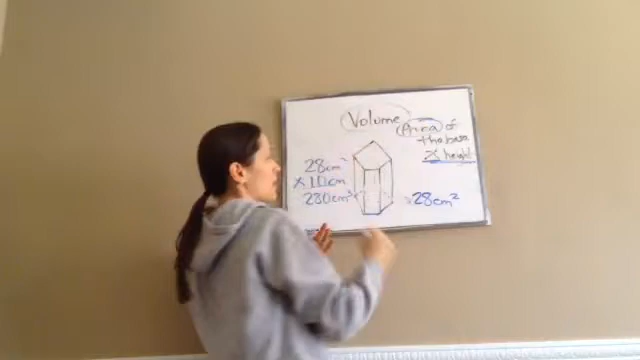 Volume
Area of
the base
X height
28cm²
X 10cm
280cm³
28cm²